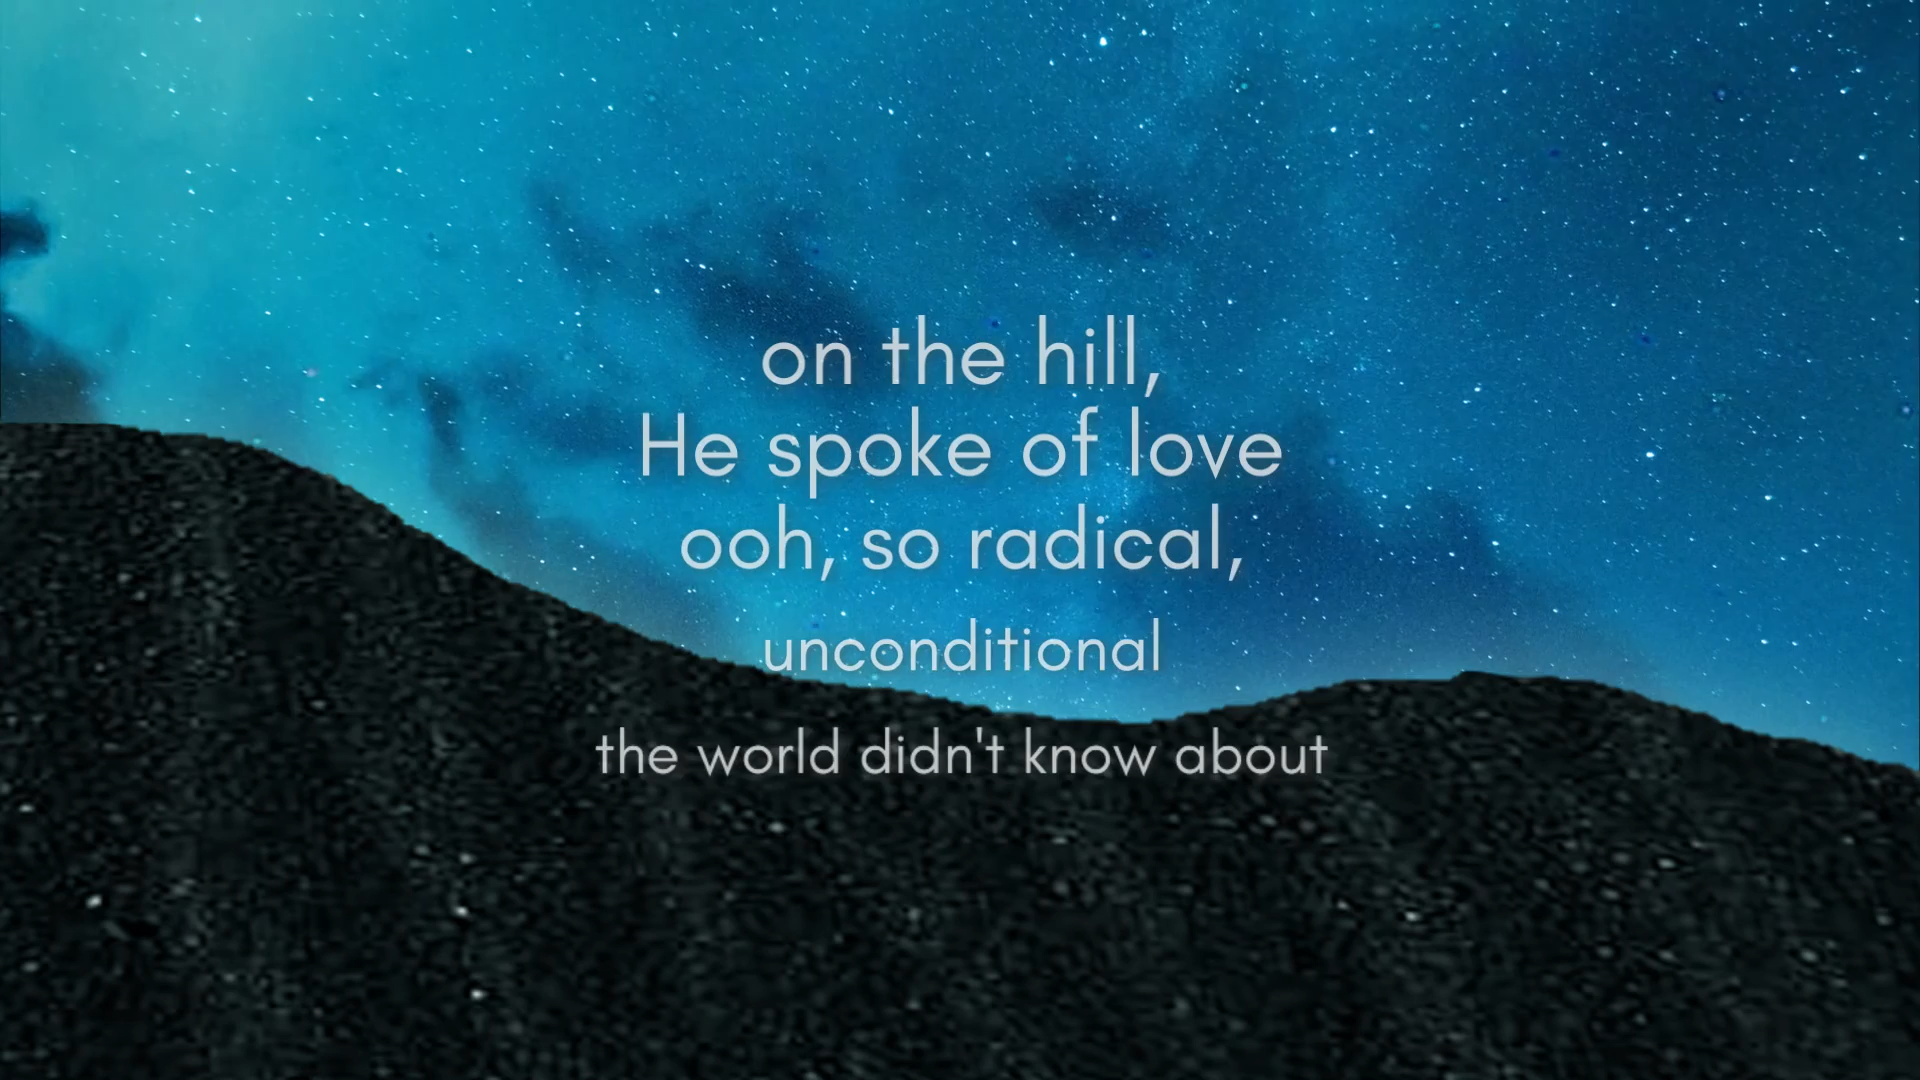 on the hill,
He spoke of love
ooh, so radical,
unconditional
the world didn't know about